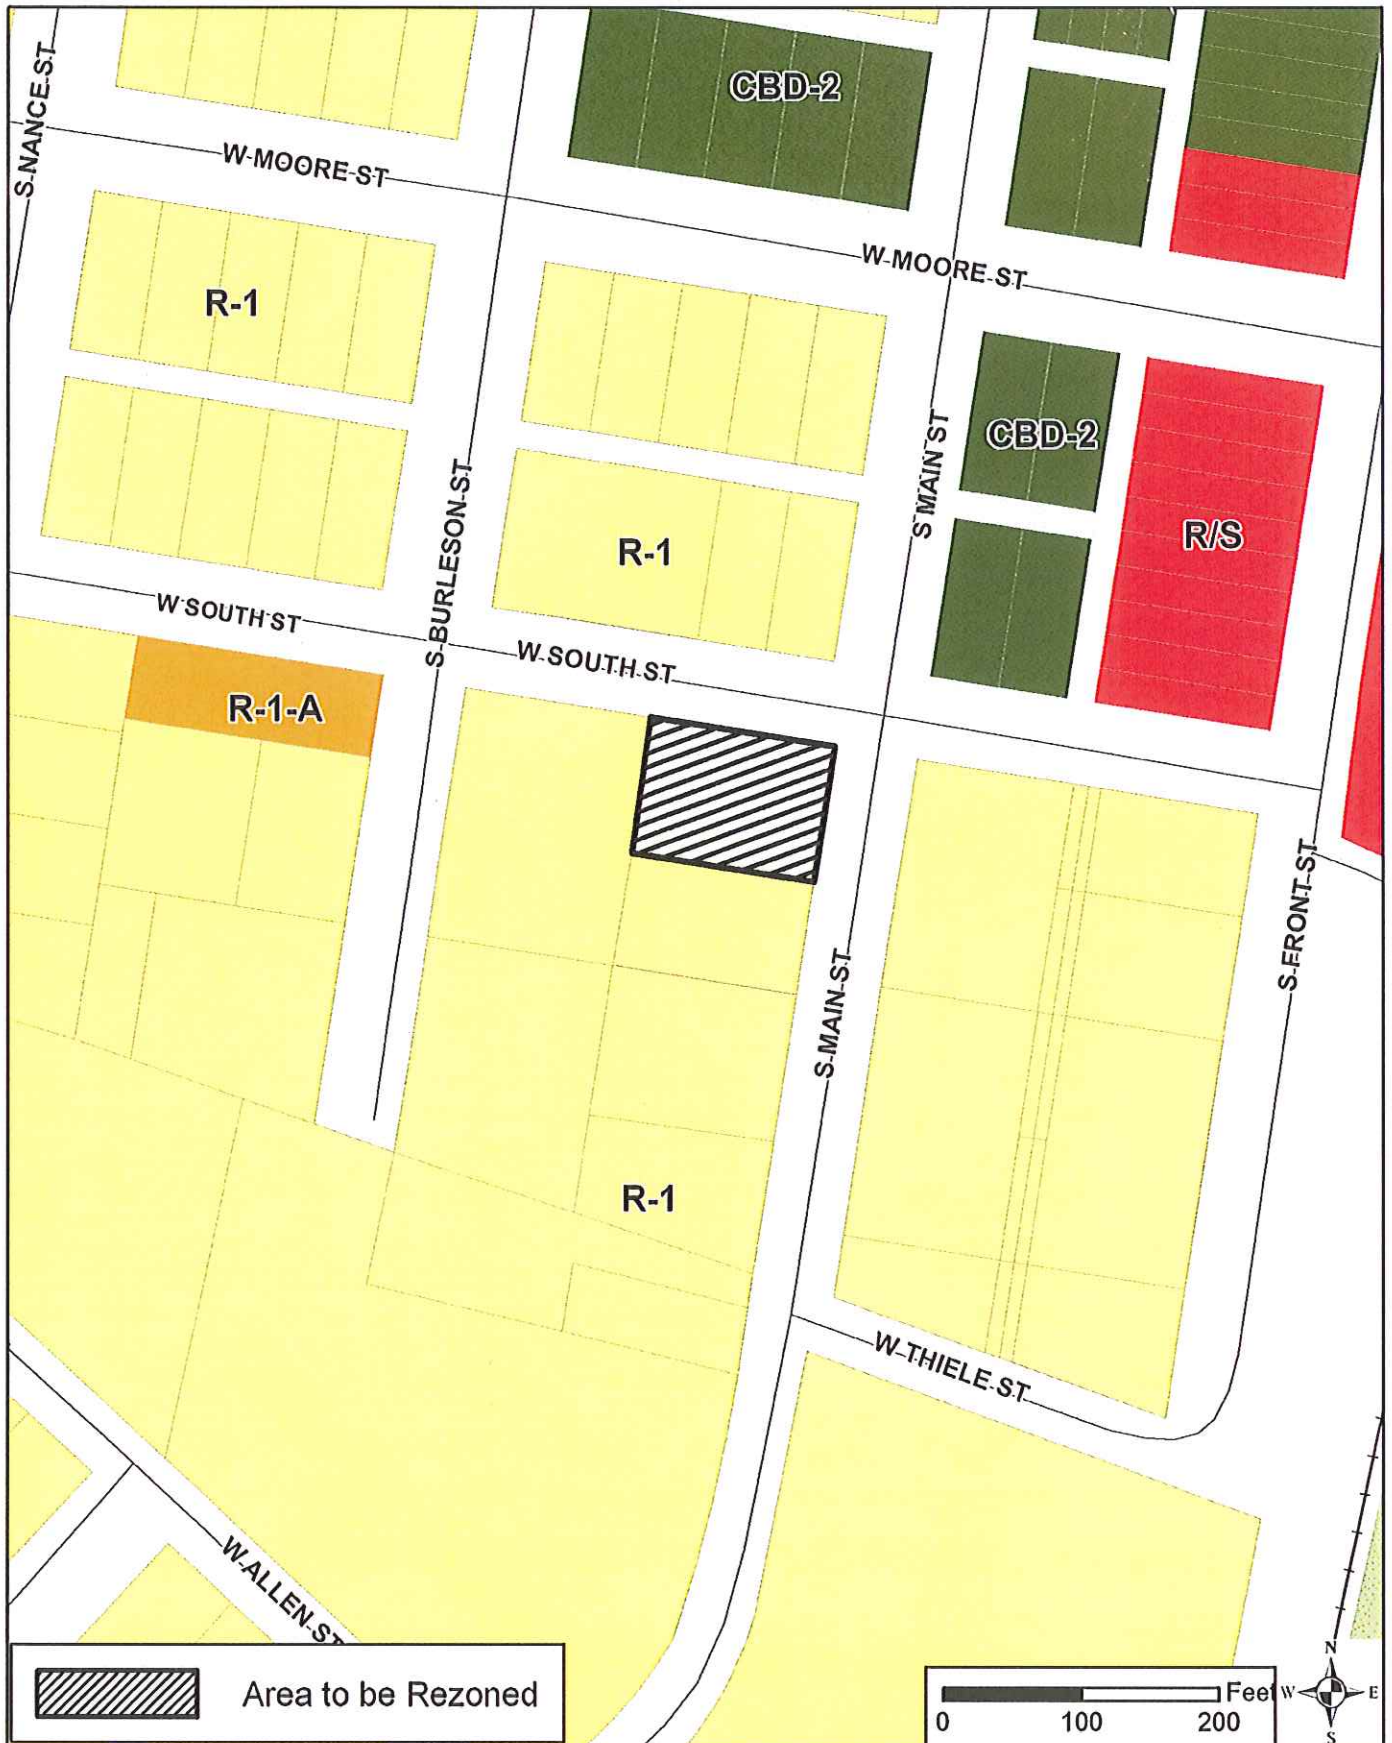 CBD-2
S NANCE ST
W MOORE ST
W MOORE ST
R-1
S MAIN ST
CBD-2
R/S
S BURLESON ST
R-1
W SOUTH ST
W SOUTH ST
R-1-A
S FRONT ST
S MAIN ST
R-1
W THIELE ST
W ALLEN ST
Area to be Rezoned
Feet
0 100 200
N
W E
S